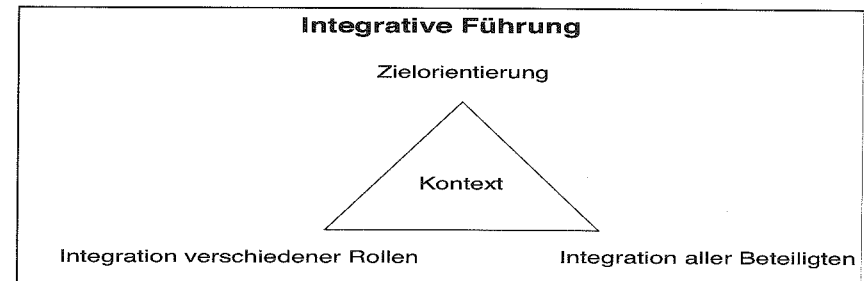 Integrative Führung
Zielorientierung
Kontext
Integration verschiedener Rollen
Integration aller Beteiligten